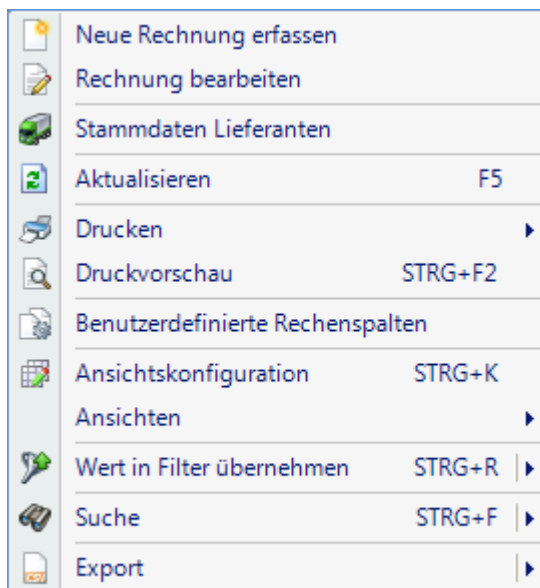 Neue Rechnung erfassen
Rechnung bearbeiten
Stammdaten Lieferanten
Aktualisieren F5
Drucken
Druckvorschau STRG+F2
Benutzerdefinierte Rechenspalten
Ansichtskonfiguration STRG+K
Ansichten
Wert in Filter übernehmen STRG+R
Suche STRG+F
Export